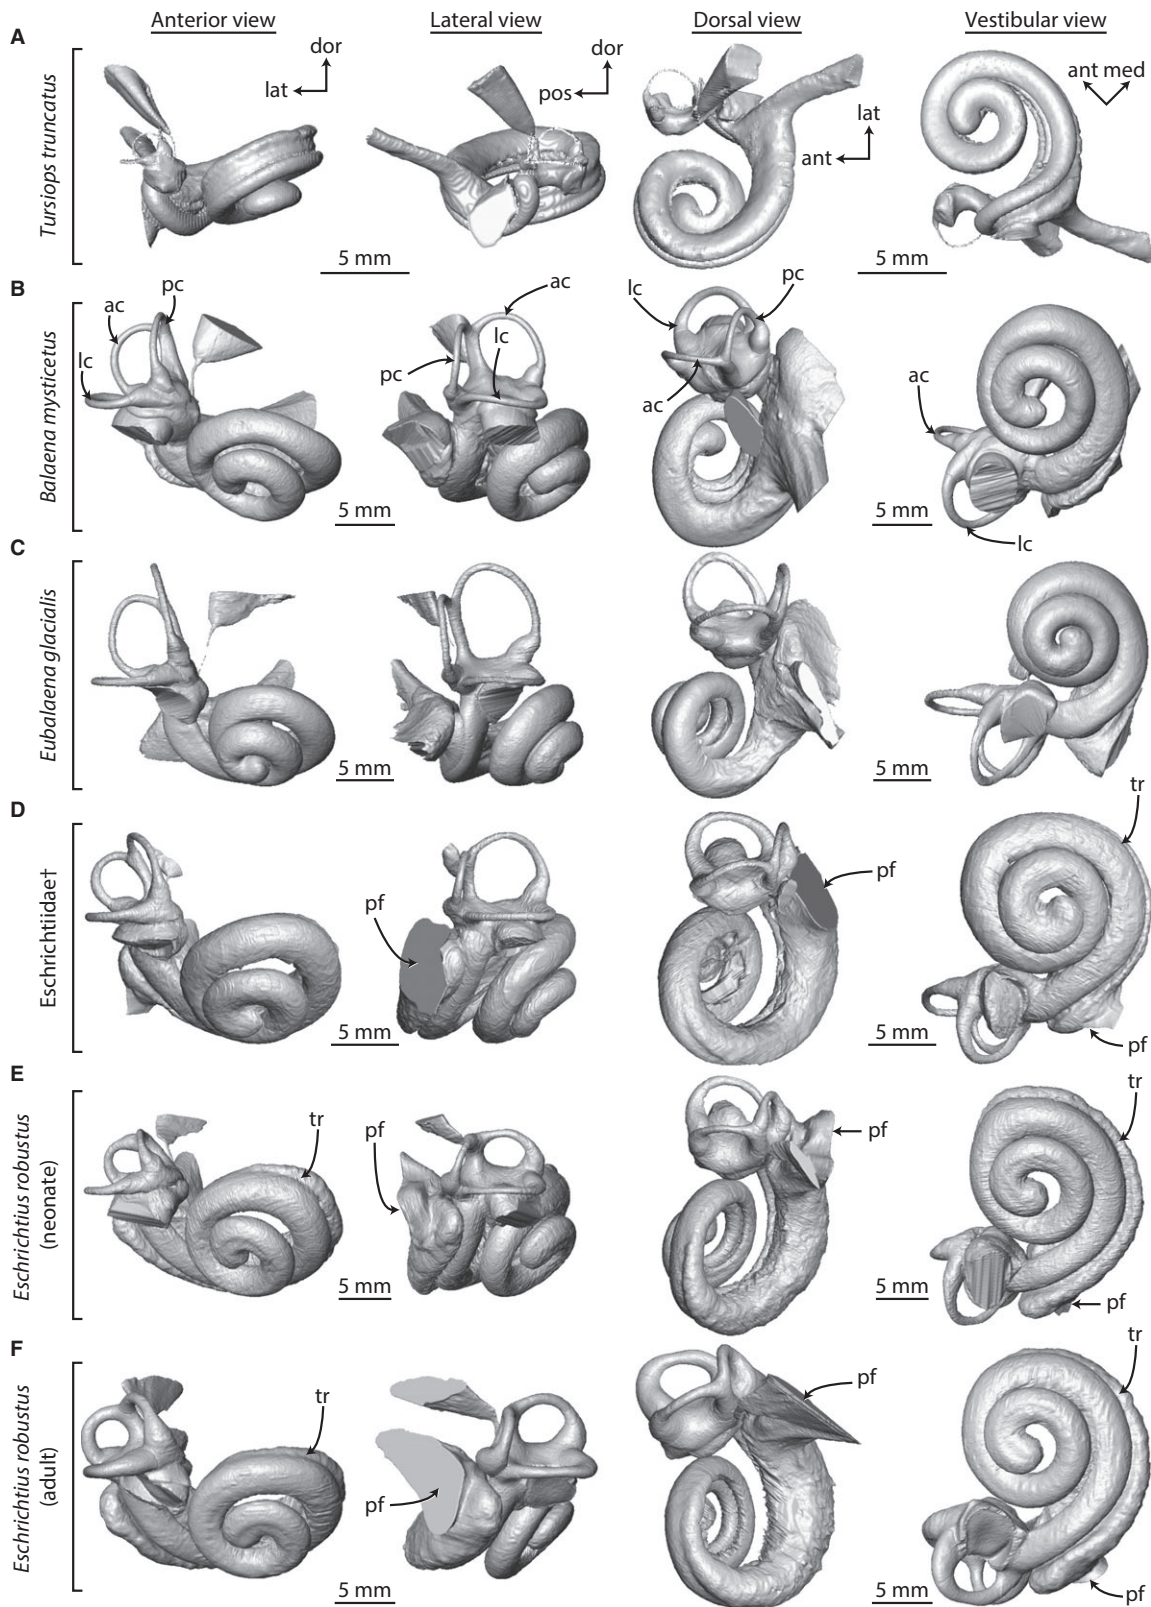 Anterior view Lateral view Dorsal view Vestibular view
A
Tursiops truncatus
dor
lat
dor
pos
lat
ant
ant med
5 mm 5 mm
B
Balaena mysticetus
pc
ac
lc
ac
lc
pc
lc
pc
ac
ac
lc
5 mm 5 mm
C
Eubalaena glacialis
5 mm 5 mm
D
Eschrichtiidae†
pf
pf
tr
pf
5 mm 5 mm
E
Eschrichtius robustus
(neonate)
tr
pf
pf
tr
pf
5 mm 5 mm
F
Eschrichtius robustus
(adult)
tr
pf
pf
tr
pf
5 mm 5 mm